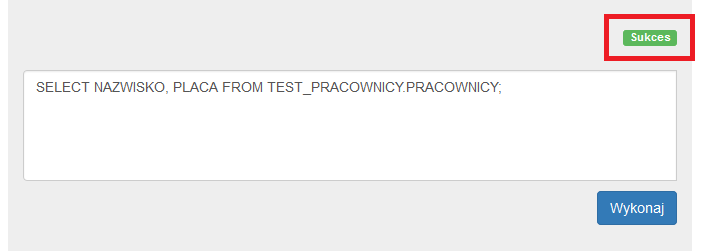 Sukces
SELECT NAZWISKO, PLACA FROM TEST_PRACOWNICY.PRACOWNICY;
Wykonaj